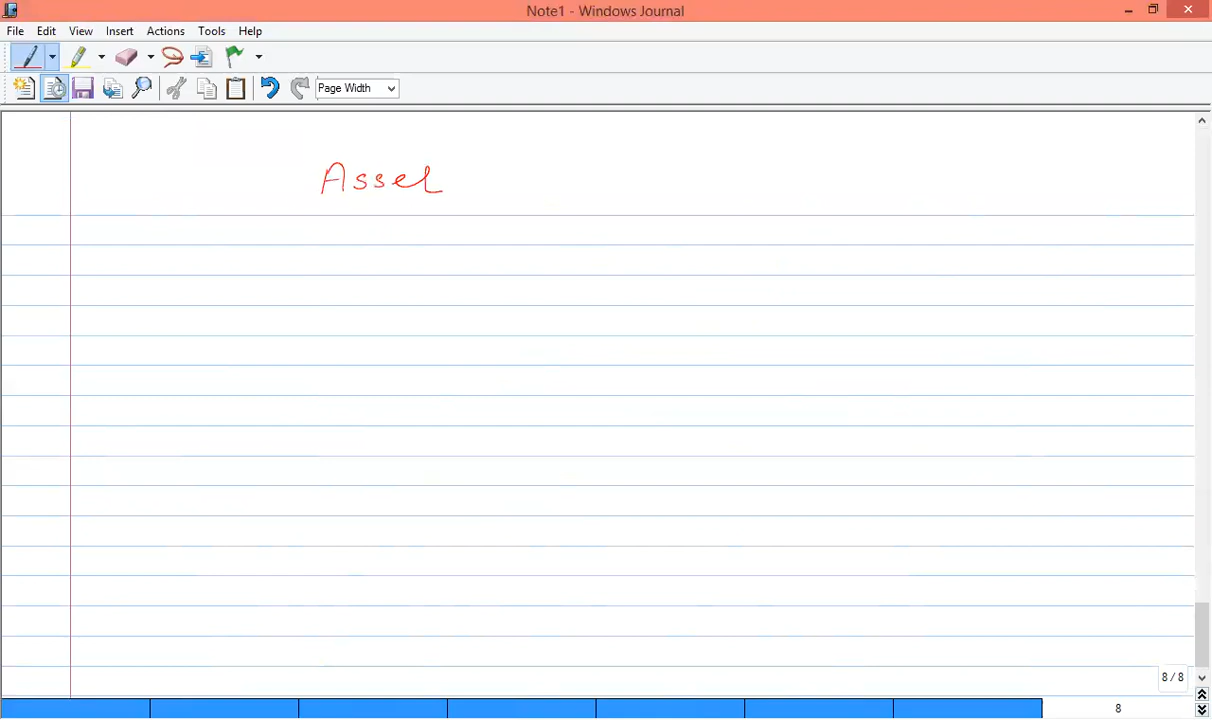 Note1 - Windows Journal
File Edit View Insert Actions Tools Help
Page Width
Assel
8 / 8
8